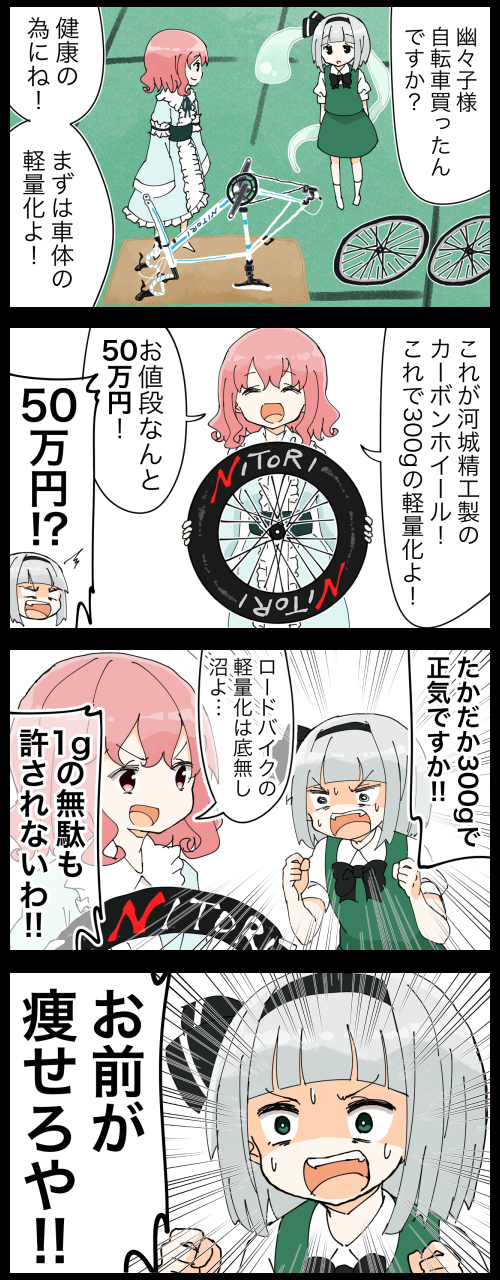 幽々子様
自転車買ったん
ですか?
健康の
為にね!
まずは車体の
軽量化よ!
NITORI
これが河城精工製の
カーボンホイール!
これで300gの軽量化よ!
お値段なんと
50万円!
NITORI
NITORI
50万円!?
たかだか300gで
正気ですか!!
ロードバイクの
軽量化は底無し
沼よ…
1gの無駄も
許されないわ!!
NITORI
お前が
痩せろや!!